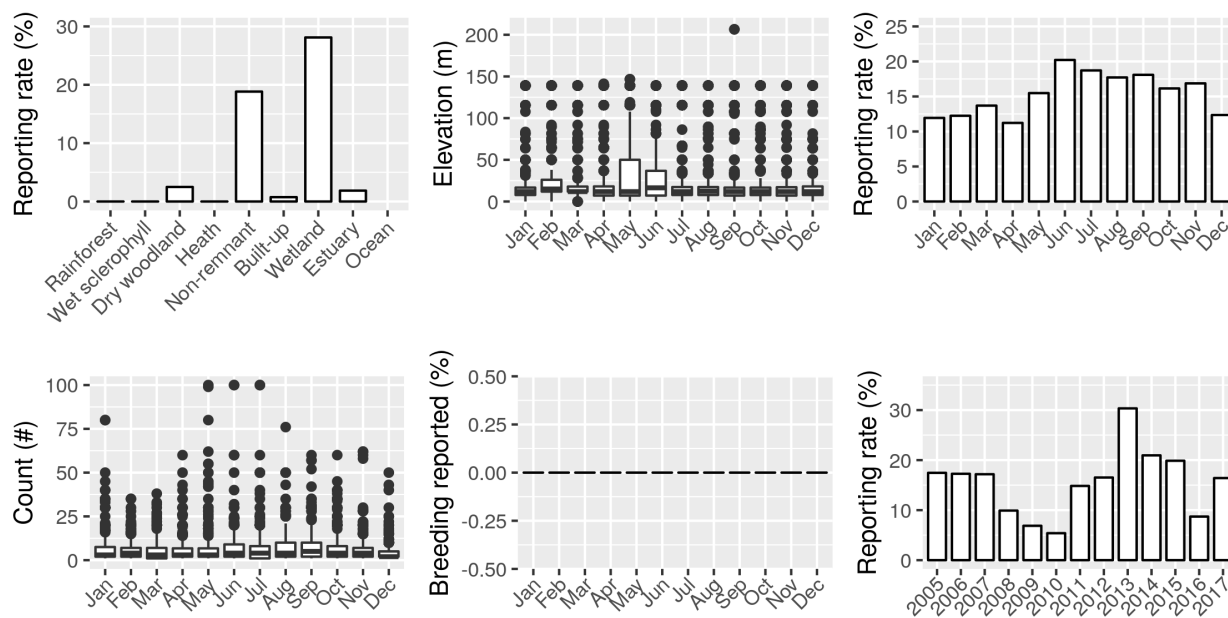 Reporting rate (%)
30
20
10
0
Rainforest
Wet sclerophyll
Dry woodland
Heath
Non-remnant
Built-up
Wetland
Estuary
Ocean
Elevation (m)
200
150
100
50
0
Jan Feb Mar Apr May Jun Jul Aug Sep Oct Nov Dec
Reporting rate (%)
25
20
15
10
5
0
Jan Feb Mar Apr May Jun Jul Aug Sep Oct Nov Dec
Count (#)
100
75
50
25
0
Jan Feb Mar Apr May Jun Jul Aug Sep Oct Nov Dec
Breeding reported (%)
0.50
0.25
0.00
-0.25
-0.50
Jan Feb Mar Apr May Jun Jul Aug Sep Oct Nov Dec
Reporting rate (%)
30
20
10
0
2005 2006 2007 2008 2009 2010 2011 2012 2013 2014 2015 2016 2017